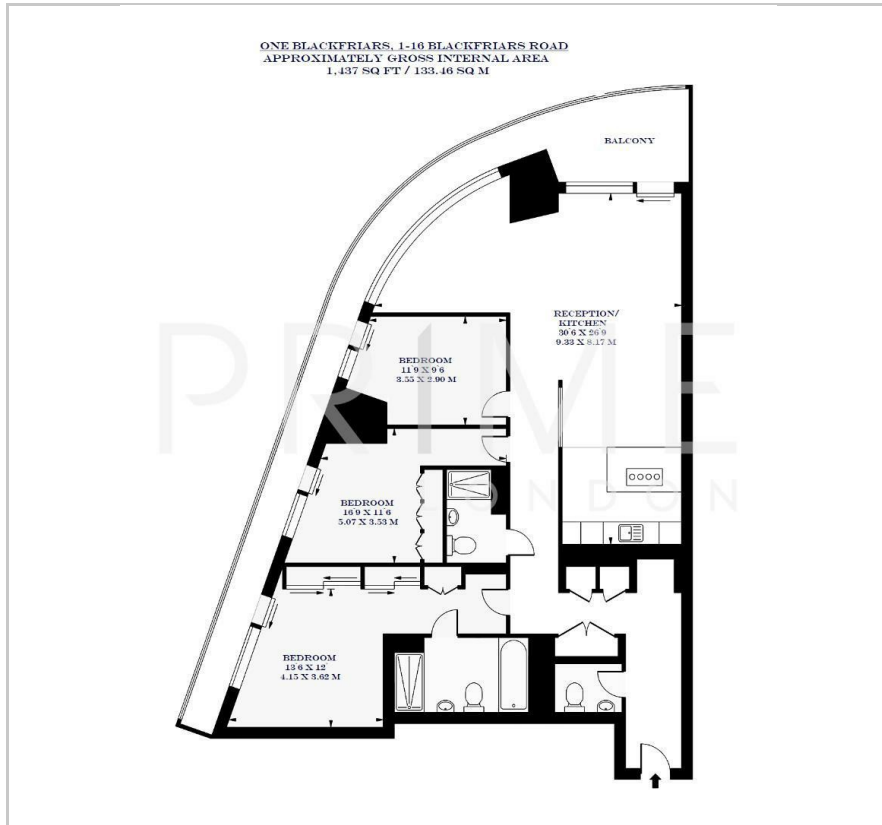 ONE BLACKFRIARS, 1-16 BLACKFRIARS ROAD
APPROXIMATELY GROSS INTERNAL AREA
1,437 SQ FT / 133.46 SQ M
BALCONY
RECEPTION/
KITCHEN
30'6 X 26'9
9.33 X 8.17 M
BEDROOM
11'9 X 9'6
3.55 X 2.90 M
PRIME
LONDON
BEDROOM
16'9 X 11'6
5.07 X 3.53 M
BEDROOM
13'6 X 12
4.15 X 3.62 M